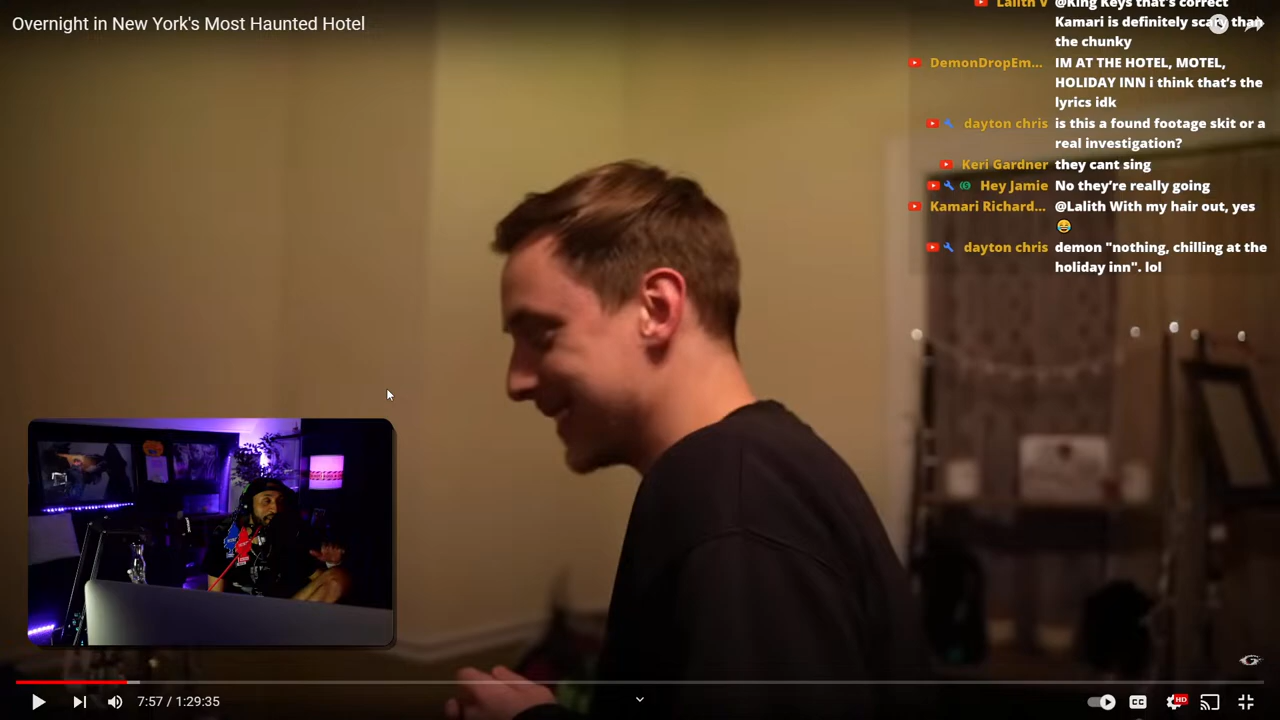 Overnight in New York's Most Haunted Hotel
Lalith V @King Keys that's correct
Kamari is definitely scary than
the chunky
DemonDropEm... IM AT THE HOTEL, MOTEL,
HOLIDAY INN i think that's the
lyrics idk
dayton chris is this a found footage skit or a
real investigation?
Keri Gardner they cant sing
Hey Jamie No they're really going
Kamari Richard... @Lalith With my hair out, yes
😂
dayton chris demon "nothing, chilling at the
holiday inn". lol
7:57 / 1:29:35
CC
HD